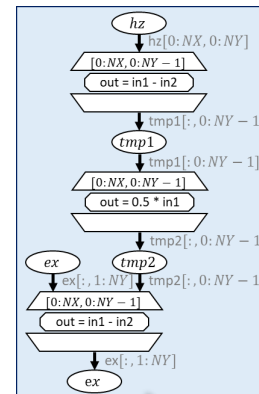 hz
hz[0:NX, 0:NY]
[0:NX, 0:NY − 1]
out = in1 - in2
tmp1[:, 0:NY − 1
tmp1
tmp1[: 0:NY − 1]
[0:NX, 0:NY − 1]
out = 0.5 * in1
tmp2[:, 0:NY − 1
ex tmp2
ex[:, 1:NY] tmp2[:, 0:NY − 1
[0:NX, 0:NY − 1]
out = in1 - in2
ex[:, 1:NY]
ex